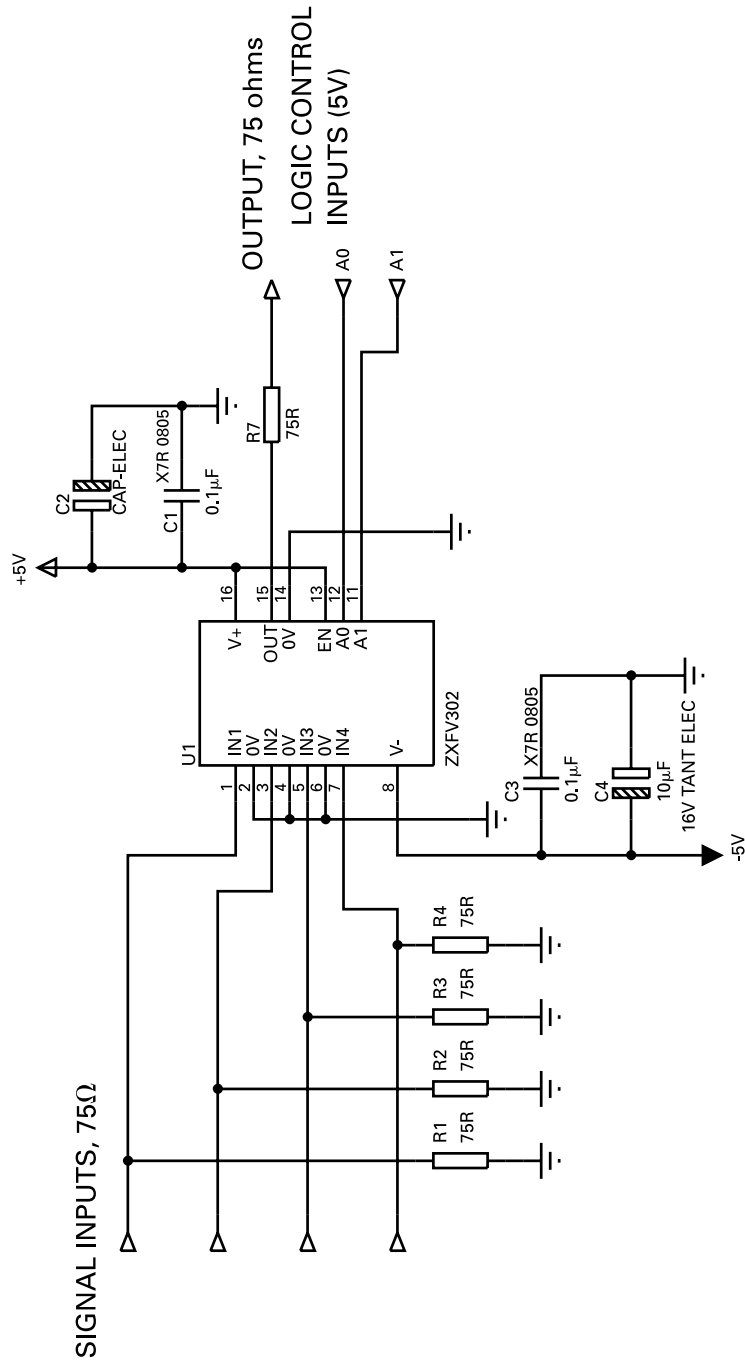 SIGNAL INPUTS, 75Ω
R1
75R
R2
75R
R3
75R
R4
75R
+5V
C2
CAP-ELEC
C1
X7R 0805
0.1µF
U1
1
IN1
2
0V
3
IN2
4
0V
5
IN3
6
0V
7
IN4
8
V-
V+
16
OUT
15
0V
14
EN
13
A0
12
A1
11
ZXFV302
R7
75R
OUTPUT, 75 ohms
LOGIC CONTROL
INPUTS (5V)
A0
A1
C3
X7R 0805
0.1µF
C4
10µF
16V TANT ELEC
-5V